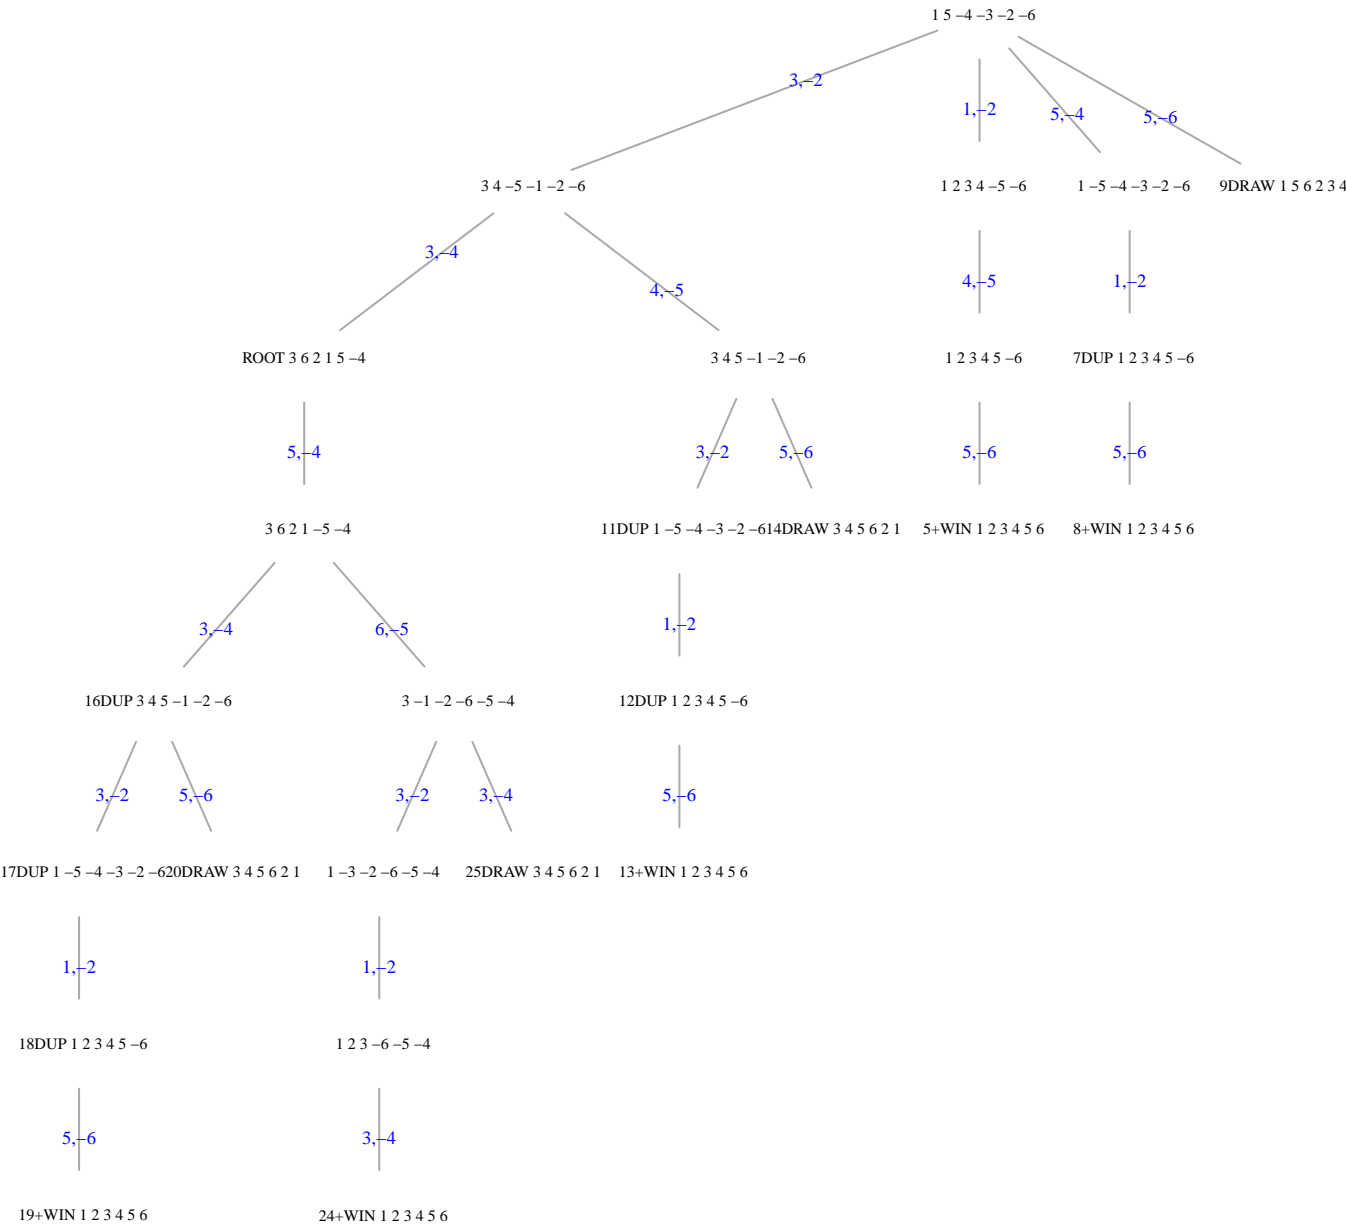 1 5 –4 –3 –2 –6
3,–2
1,–2
5,–4
5,–6
3 4 –5 –1 –2 –6
1 2 3 4 –5 –6
1 –5 –4 –3 –2 –6
9DRAW 1 5 6 2 3 4
3,–4
4,–5
4,–5
1,–2
ROOT 3 6 2 1 5 –4
3 4 5 –1 –2 –6
1 2 3 4 5 –6
7DUP 1 2 3 4 5 –6
5,–4
3,–2
5,–6
5,–6
5,–6
3 6 2 1 –5 –4
11DUP 1 –5 –4 –3 –2 –614DRAW 3 4 5 6 2 1
5+WIN 1 2 3 4 5 6
8+WIN 1 2 3 4 5 6
3,–4
6,–5
1,–2
16DUP 3 4 5 –1 –2 –6
3 –1 –2 –6 –5 –4
12DUP 1 2 3 4 5 –6
3,–2
5,–6
3,–2
3,–4
5,–6
17DUP 1 –5 –4 –3 –2 –620DRAW 3 4 5 6 2 1
1 –3 –2 –6 –5 –4
25DRAW 3 4 5 6 2 1
13+WIN 1 2 3 4 5 6
1,–2
1,–2
18DUP 1 2 3 4 5 –6
1 2 3 –6 –5 –4
5,–6
3,–4
19+WIN 1 2 3 4 5 6
24+WIN 1 2 3 4 5 6